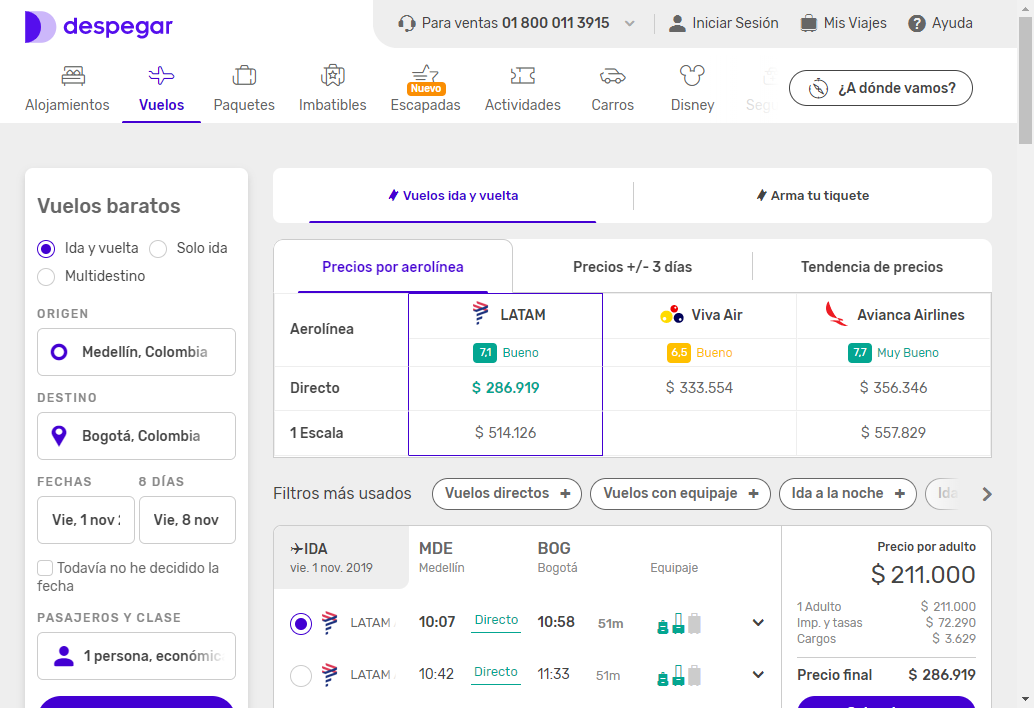 despegar
Para ventas 01 800 011 3915
Iniciar Sesión
Mis Viajes
Ayuda
Alojamientos
Vuelos
Paquetes
Imbatibles
Nuevo
Escapadas
Actividades
Carros
Disney
¿A dónde vamos?
Vuelos baratos
Ida y vuelta
Solo ida
Multidestino
ORIGEN
Medellín, Colombia
DESTINO
Bogotá, Colombia
FECHAS
8 DÍAS
Vie, 1 nov
Vie, 8 nov
Todavía no he decidido la
fecha
PASAJEROS Y CLASE
1 persona, económic
Vuelos ida y vuelta
Arma tu tiquete
Precios por aerolínea
Precios +/- 3 días
Tendencia de precios
Aerolínea
LATAM
Viva Air
Avianca Airlines
7,1 Bueno
6,5 Bueno
7,7 Muy Bueno
Directo
$ 286.919
$ 333.554
$ 356.346
1 Escala
$ 514.126
$ 557.829
Filtros más usados
Vuelos directos +
Vuelos con equipaje +
Ida a la noche +
Ida
IDA
vie. 1 nov. 2019
MDE
Medellín
BOG
Bogotá
Equipaje
LATAM
10:07
Directo
10:58
51m
LATAM
10:42
Directo
11:33
51m
Precio por adulto
$ 211.000
1 Adulto $ 211.000
Imp. y tasas $ 72.290
Cargos $ 3.629
Precio final $ 286.919